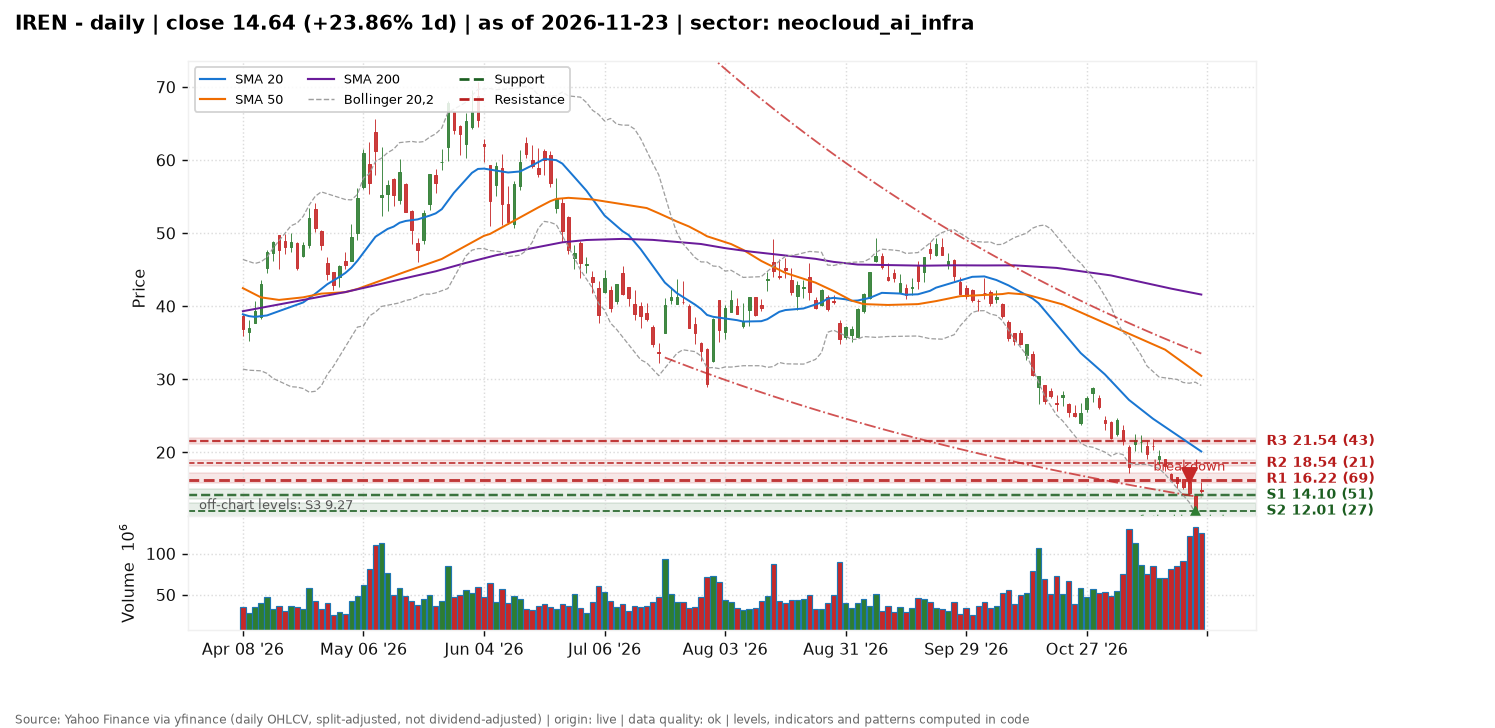 IREN - daily | close 14.64 (+23.86% 1d) | as of 2026-11-23 | sector: neocloud_ai_infra
SMA 20
SMA 50
SMA 200
Bollinger 20,2
Support
Resistance
Price
70
60
50
40
30
20
R3 21.54 (43)
R2 18.54 (21)
R1 16.22 (69)
S1 14.10 (51)
S2 12.01 (27)
breakdown
off-chart levels: S3 9.27
Volume 10^6
100
50
Apr 08 '26
May 06 '26
Jun 04 '26
Jul 06 '26
Aug 03 '26
Aug 31 '26
Sep 29 '26
Oct 27 '26
Source: Yahoo Finance via yfinance (daily OHLCV, split-adjusted, not dividend-adjusted) | origin: live | data quality: ok | levels, indicators and patterns computed in code